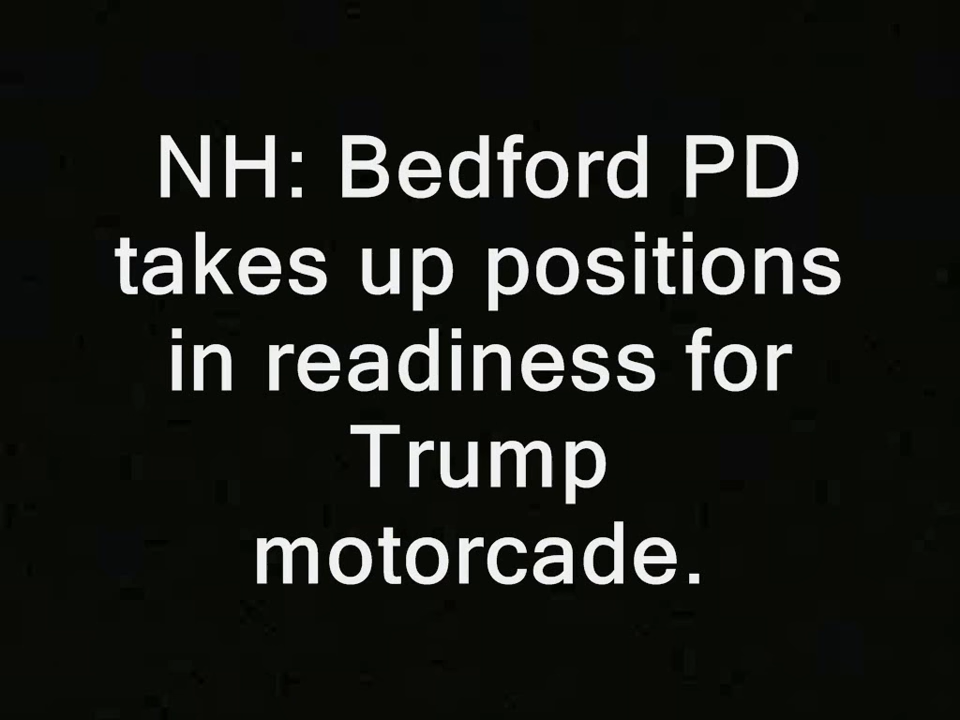 NH: Bedford PD
takes up positions
in readiness for
Trump
motorcade.